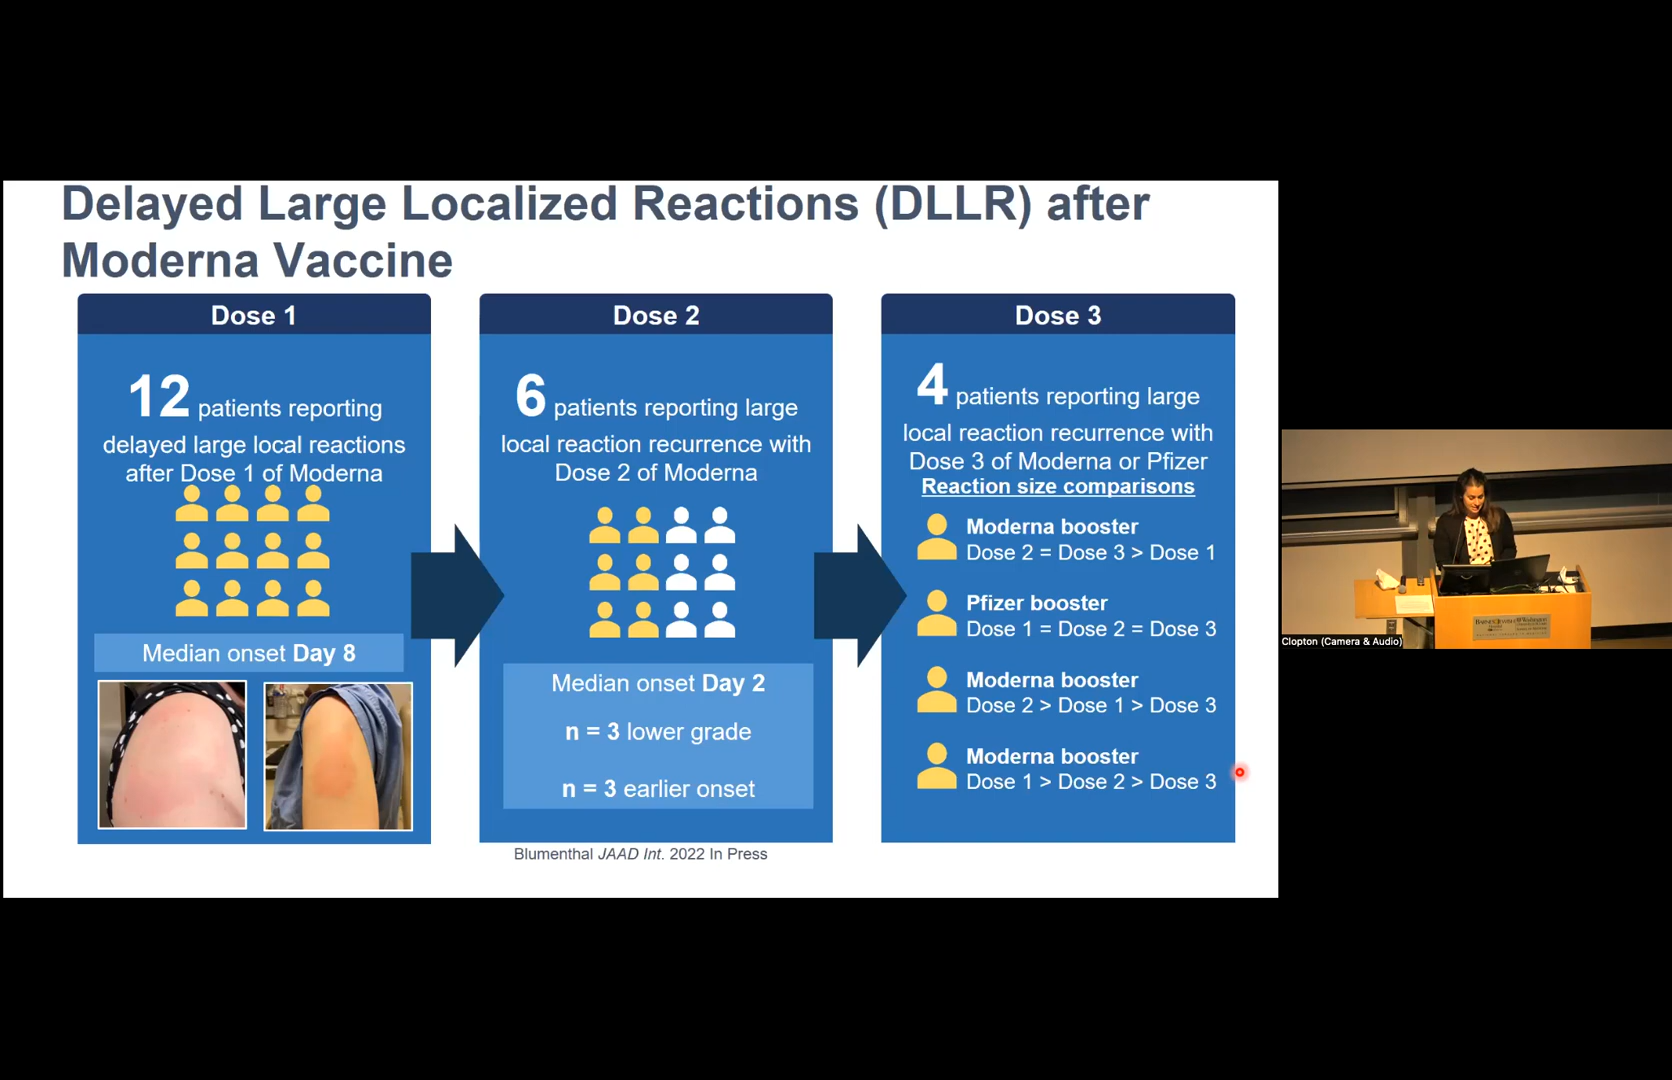 Delayed Large Localized Reactions (DLLR) after
Moderna Vaccine
Dose 1
12 patients reporting
delayed large local reactions
after Dose 1 of Moderna
Median onset Day 8
Dose 2
6 patients reporting large
local reaction recurrence with
Dose 2 of Moderna
Median onset Day 2
n = 3 lower grade
n = 3 earlier onset
Dose 3
4 patients reporting large
local reaction recurrence with
Dose 3 of Moderna or Pfizer
Reaction size comparisons
Moderna booster
Dose 2 = Dose 3 > Dose 1
Pfizer booster
Dose 1 = Dose 2 = Dose 3
Moderna booster
Dose 2 > Dose 1 > Dose 3
Moderna booster
Dose 1 > Dose 2 > Dose 3
Blumenthal JAAD Int. 2022 In Press
Clopton (Camera & Audio)